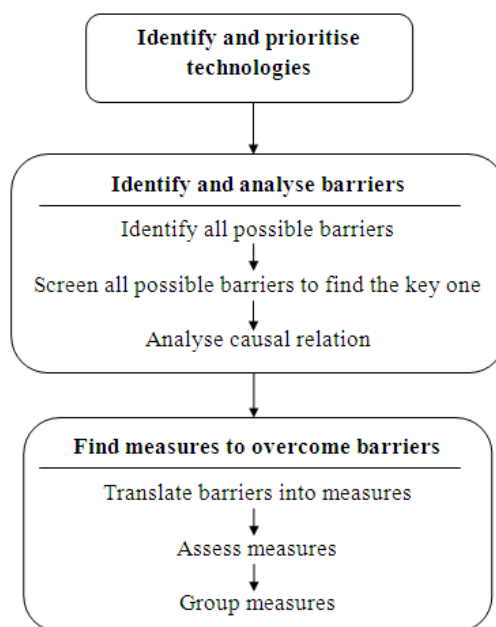 Identify and prioritise
technologies
Identify and analyse barriers
Identify all possible barriers
Screen all possible barriers to find the key one
Analyse causal relation
Find measures to overcome barriers
Translate barriers into measures
Assess measures
Group measures